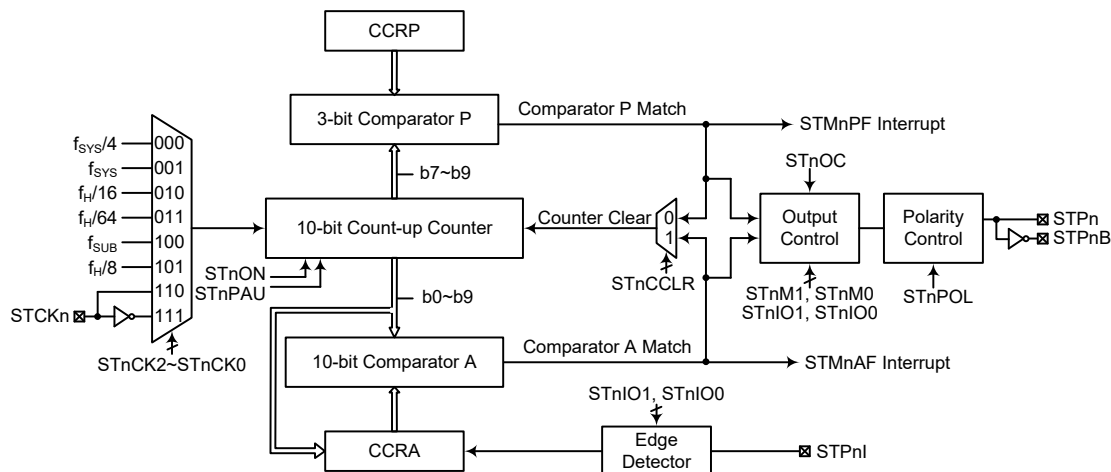 CCRP
3-bit Comparator P
Comparator P Match
STMnPF Interrupt
fSYS/4
000
fSYS
001
fH/16
010
fH/64
011
fSUB
100
fH/8
101
110
111
STCKn
STnCK2~STnCK0
b7~b9
10-bit Count-up Counter
STnON
STnPAU
b0~b9
Counter Clear
0
1
STnCCLR
STnOC
Output
Control
STnM1, STnM0
STnIO1, STnIO0
Polarity
Control
STnPOL
STPn
STPnB
10-bit Comparator A
Comparator A Match
STMnAF Interrupt
STnIO1, STnIO0
CCRA
Edge
Detector
STPnI